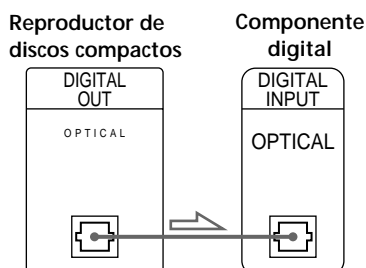 Reproductor de
discos compactos
Componente
digital
DIGITAL
OUT
OPTICAL
DIGITAL
INPUT
OPTICAL